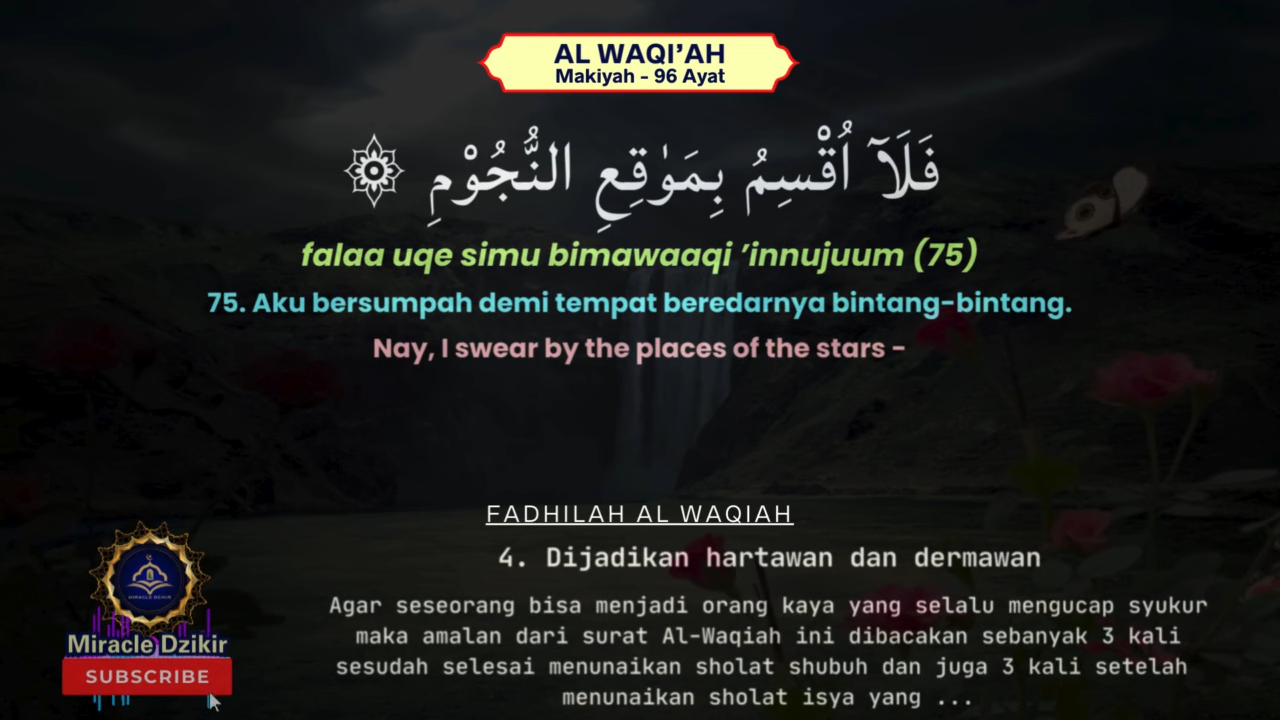 AL WAQI’AH
Makiyah - 96 Ayat
فَلَآ اُقْسِمُ بِمَوٰقِعِ النُّجُوْمِ
falaa uqe simu bimawaaqi ’innujuum (75)
75. Aku bersumpah demi tempat beredarnya bintang-bintang.
Nay, I swear by the places of the stars -
FADHILAH AL WAQIAH
4. Dijadikan hartawan dan dermawan
Agar seseorang bisa menjadi orang kaya yang selalu mengucap syukur
maka amalan dari surat Al-Waqiah ini dibacakan sebanyak 3 kali
sesudah selesai menunaikan sholat shubuh dan juga 3 kali setelah
menunaikan sholat isya yang ...
MIRACLE DZIKIR
Miracle Dzikir
SUBSCRIBE